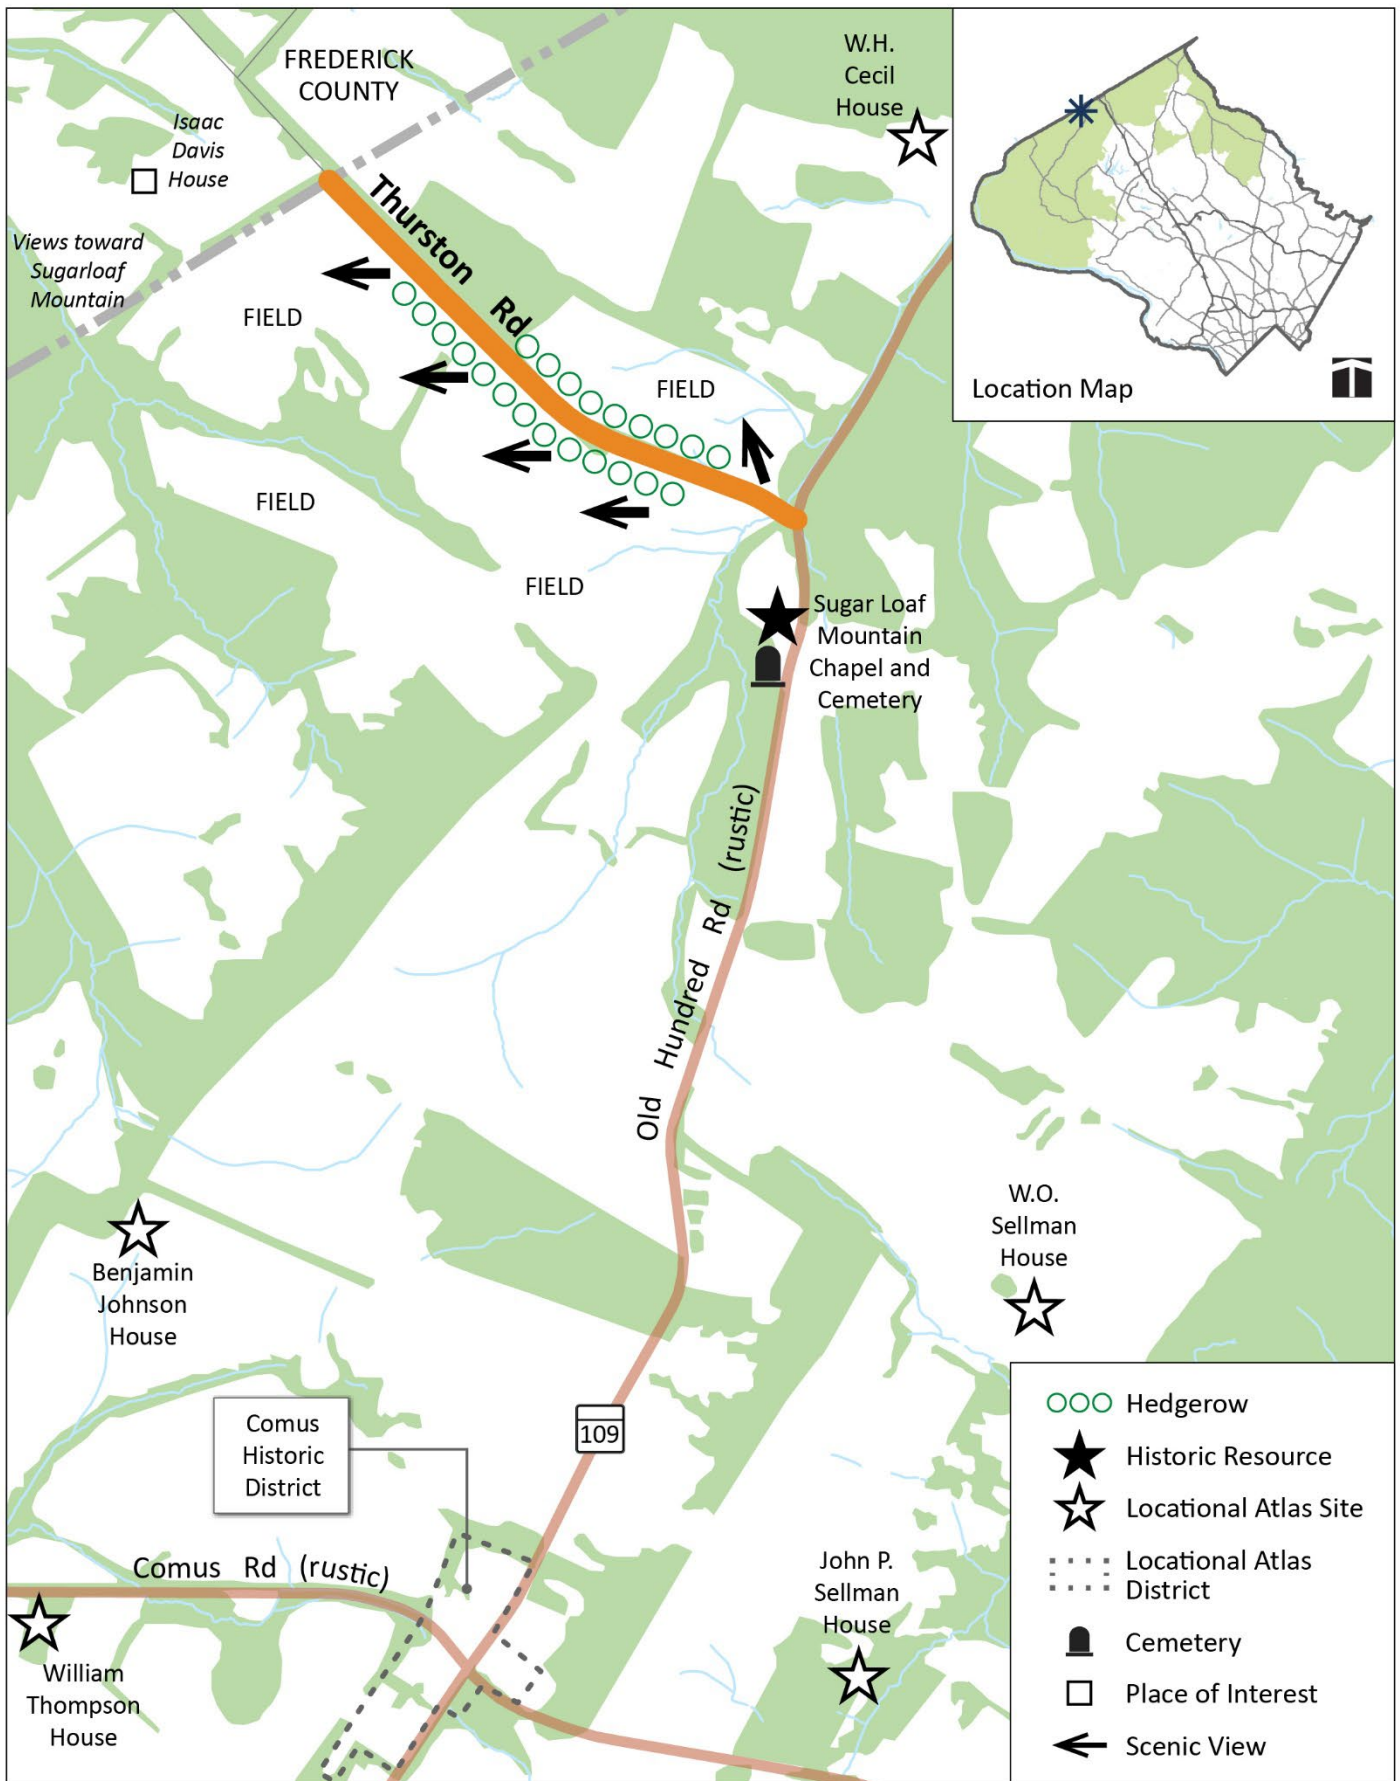 FREDERICK
COUNTY
W.H.
Cecil
House
Isaac
Davis
House
Thurston Rd
Views toward
Sugarloaf
Mountain
FIELD
FIELD
FIELD
FIELD
Location Map
Sugar Loaf
Mountain
Chapel and
Cemetery
Old Hundred Rd (rustic)
W.O.
Sellman
House
Benjamin
Johnson
House
Comus
Historic
District
109
Comus Rd (rustic)
John P.
Sellman
House
William
Thompson
House
Hedgerow
Historic Resource
Locational Atlas Site
Locational Atlas
District
Cemetery
Place of Interest
Scenic View